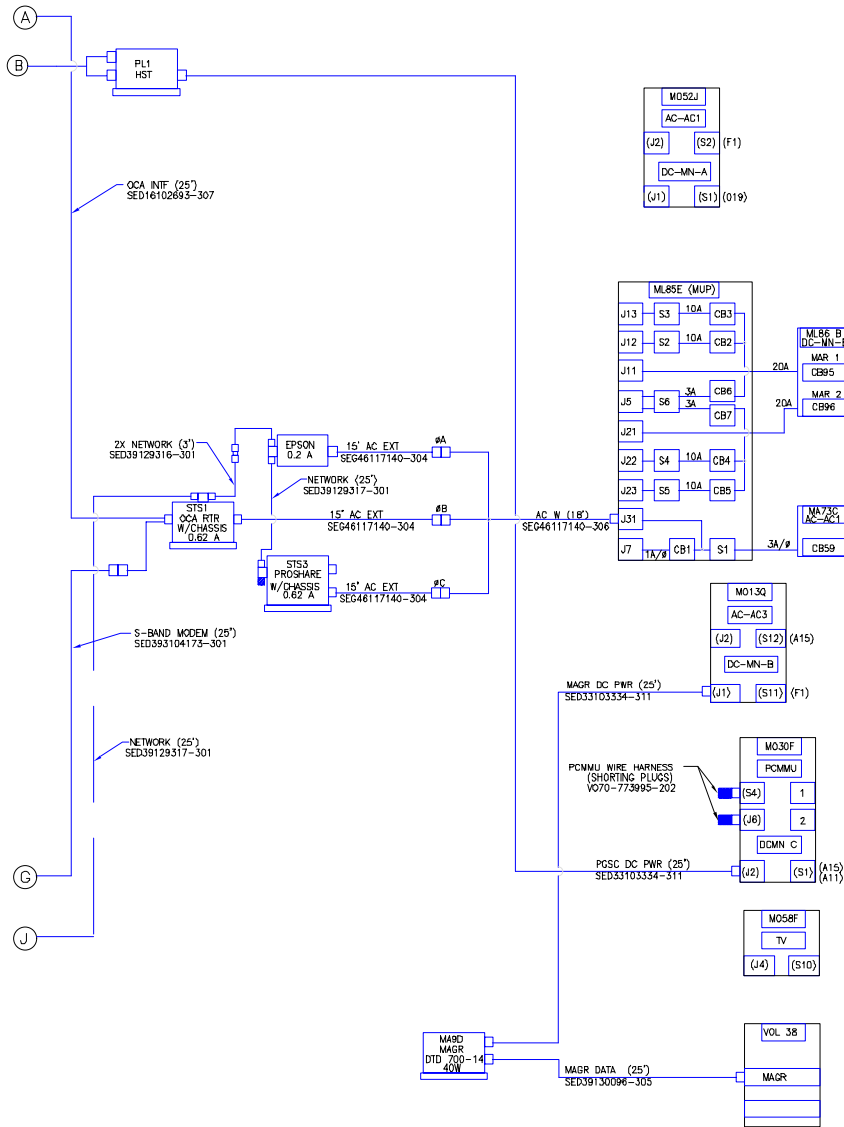 A
B
PL1
HST
M052J
AC-AC1
(J2)
(S2)
(F1)
DC-MN-A
(J1)
(S1)
(019)
OCA INTF (25')
SED16102693-307
ML85E (MUP)
J13
S3
10A
CB3
J12
S2
10A
CB2
J11
20A
J5
S6
3A
3A
CB6
CB7
J21
20A
J22
S4
10A
CB4
J23
S5
10A
CB5
J31
J7
1A/ø
CB1
S1
3A/ø
ML86 B
MAR 1
CB95
MAR 2
CB96
MA73C
AC-AC1
CB59
2X NETWORK (3')
SED39129316-301
EPSON
0.2 A
15' AC EXT
SEG46117140-304
øA
NETWORK (25')
SED39129317-301
STS1
OCA RTR
W/CHASSIS
0.62 A
15' AC EXT
SEG46117140-304
øB
AC W (18')
SEG46117140-306
STS3
PROSHARE
W/CHASSIS
0.62 A
15' AC EXT
SEG46117140-304
øC
S-BAND MODEM (25')
SED393104173-301
NETWORK (25')
SED39129317-301
G
J
M013Q
AC-AC3
(J2)
(S12)
(A15)
DC-MN-B
(J1)
(S11)
(F1)
MAGR DC PWR (25')
SED33103334-311
PCMMU WIRE HARNESS
(SHORTING PLUGS)
V070-773995-202
M030F
PCMMU
(S4)
1
(J6)
2
DCMN C
(J2)
(S1)
(A15)
(A11)
PGSC DC PWR (25')
SED33103334-311
M058F
TV
(J4)
(S10)
MA9D
MAGR
DTD 700-14
40W
MAGR DATA (25')
SED39130096-305
VOL 38
MAGR